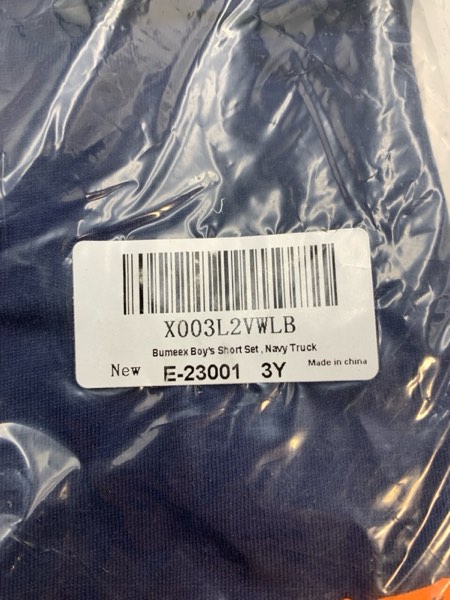 X003L2VWLB
Bumeex Boy's Short Set , Navy Truck
New E-23001 3Y Made in china